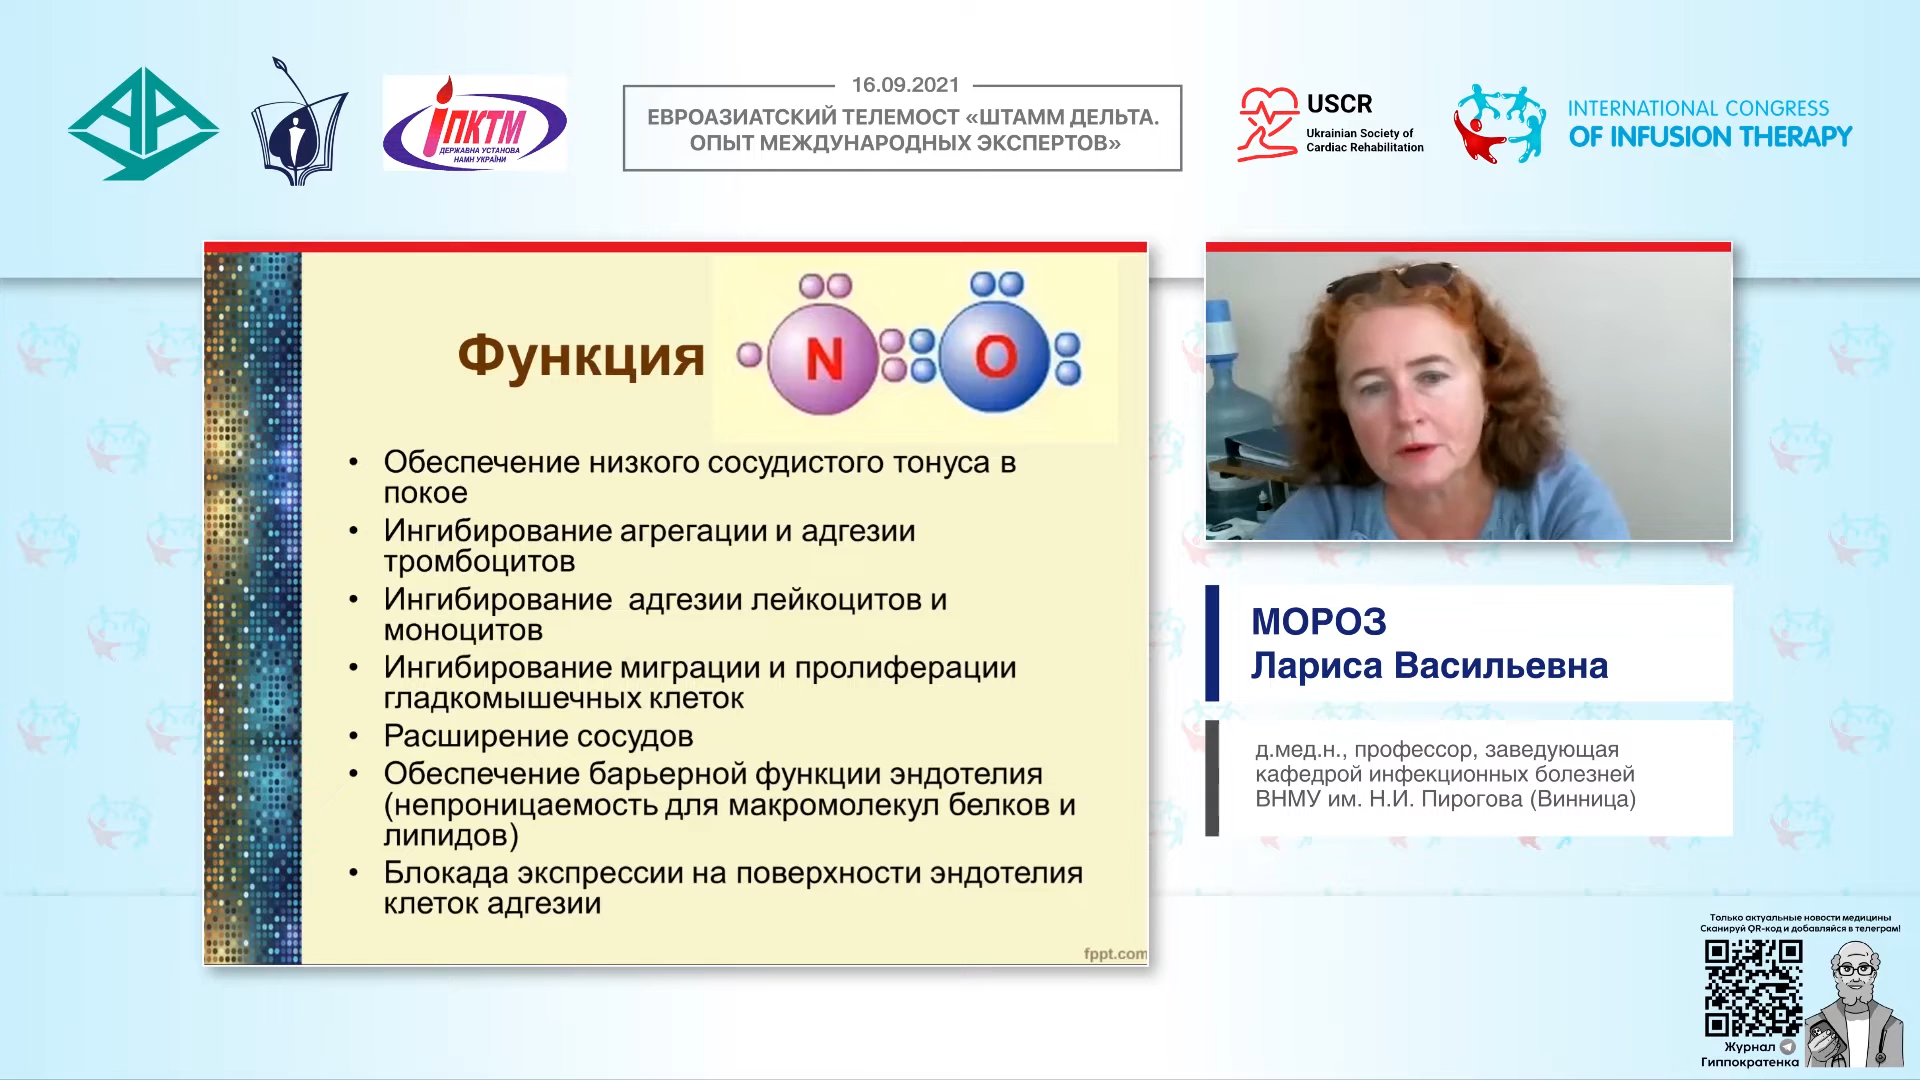 іПКТМ
ДЕРЖАВНА УСТАНОВА
НАМН УКРАЇНИ
16.09.2021
ЕВРОАЗИАТСКИЙ ТЕЛЕМОСТ «ШТАММ ДЕЛЬТА.
ОПЫТ МЕЖДУНАРОДНЫХ ЭКСПЕРТОВ»
USCR
Ukrainian Society of
Cardiac Rehabilitation
INTERNATIONAL CONGRESS
OF INFUSION THERAPY
Функция
N O
• Обеспечение низкого сосудистого тонуса в
покое
• Ингибирование агрегации и адгезии
тромбоцитов
• Ингибирование адгезии лейкоцитов и
моноцитов
• Ингибирование миграции и пролиферации
гладкомышечных клеток
• Расширение сосудов
• Обеспечение барьерной функции эндотелия
(непроницаемость для макромолекул белков и
липидов)
• Блокада экспрессии на поверхности эндотелия
клеток адгезии
fppt.com
МОРОЗ
Лариса Васильевна
д.мед.н., профессор, заведующая
кафедрой инфекционных болезней
ВНМУ им. Н.И. Пирогова (Винница)
Только актуальные новости медицины
Сканируй QR-код и добавляйся в телеграм!
Журнал
Гиппократенка